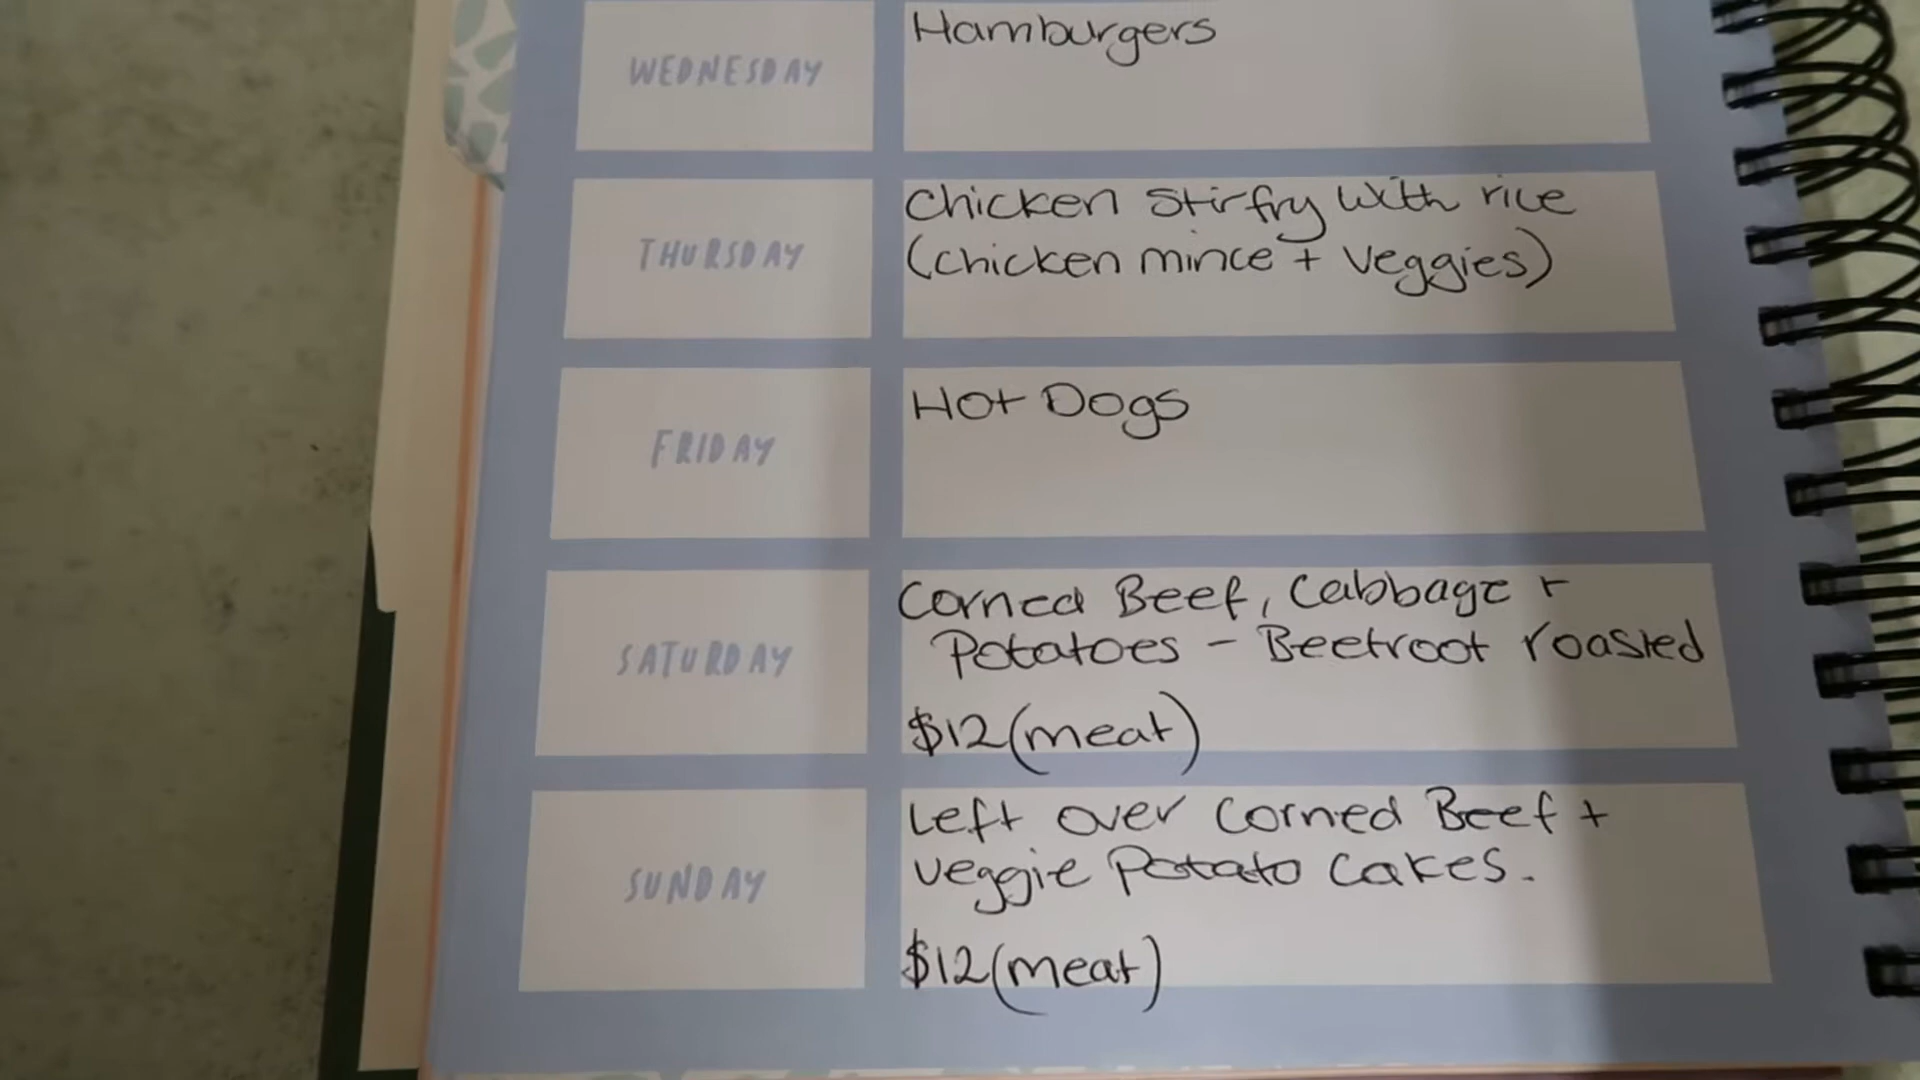 WEDNESDAY
Hamburgers
THURSDAY
Chicken Stirfry with rice
(chicken mince + veggies)
FRIDAY
Hot Dogs
SATURDAY
Corned Beef, Cabbage +
Potatoes - Beetroot roasted
$12 (meat)
SUNDAY
Left over Corned Beef +
veggie Potato cakes.
$12 (meat)